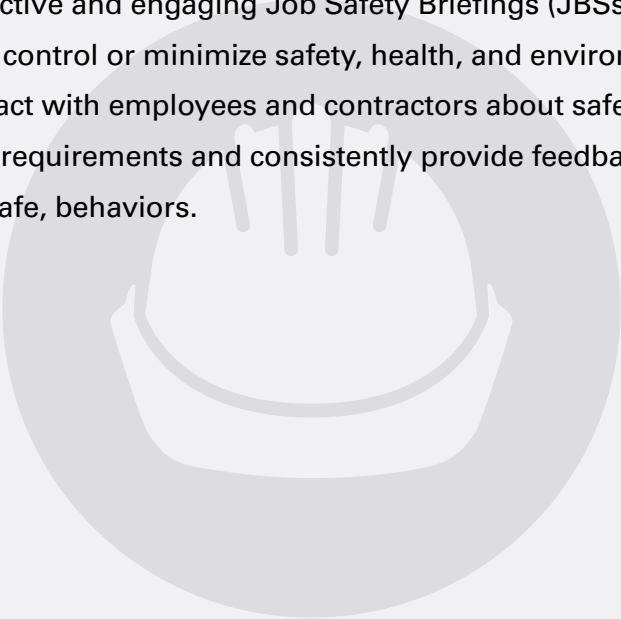 ctive and engaging Job Safety Briefings (JBSs
control or minimize safety, health, and enviro
act with employees and contractors about safe
requirements and consistently provide feedba
afe, behaviors.